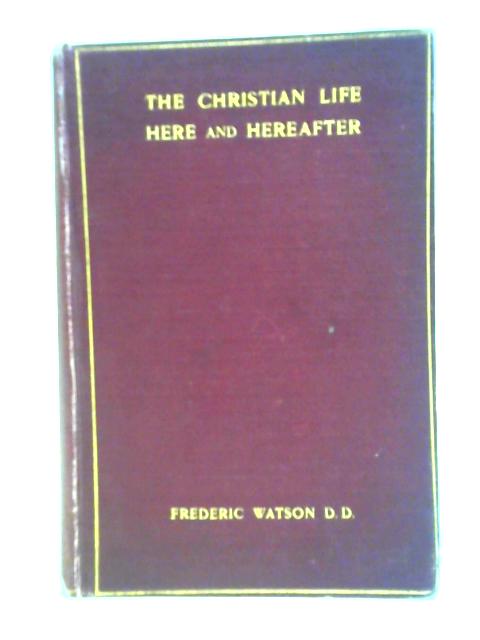 THE CHRISTIAN LIFE
HERE AND HEREAFTER
FREDERIC WATSON D.D.